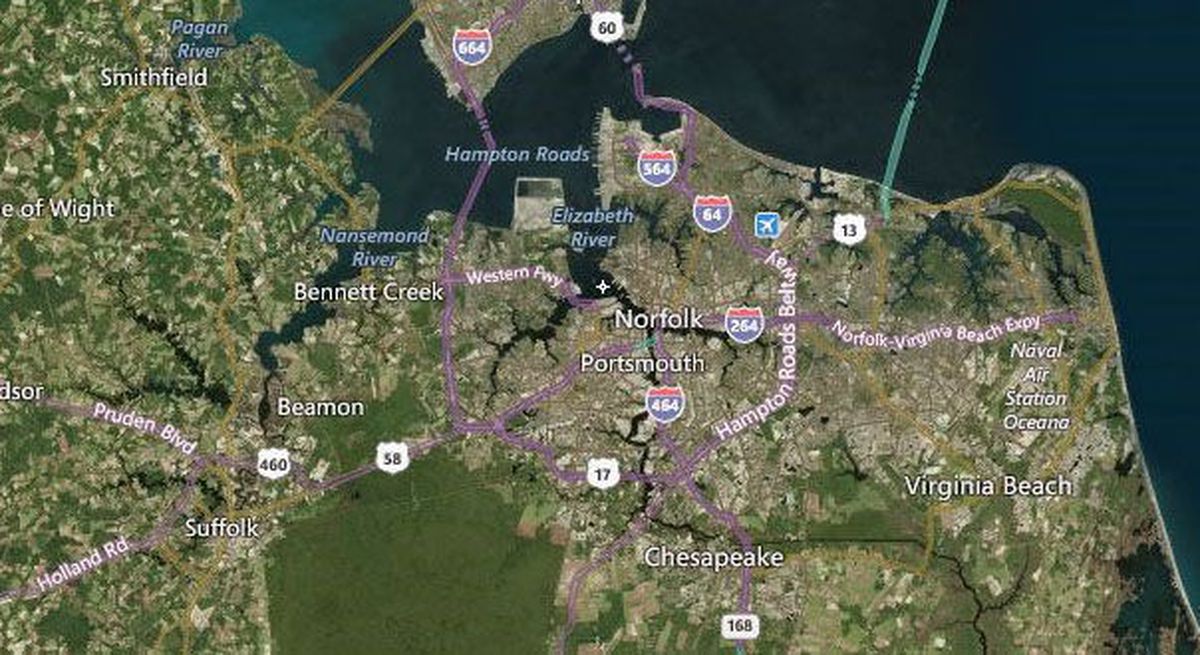 60
Pagan
River
664
Smithfield
Hampton Roads
564
e of Wight
64
Elizabeth
River
13
Nansemond
River
Western Fwy
Bennett Creek
Norfolk
264
Norfolk-Virginia Beach Expy
Portsmouth
Naval
Air
Station
Oceana
dsor
Pruden Blvd
Beamon
464
Hampton Roads Beltway
460
58
17
Virginia Beach
Suffolk
Holland Rd
Chesapeake
168